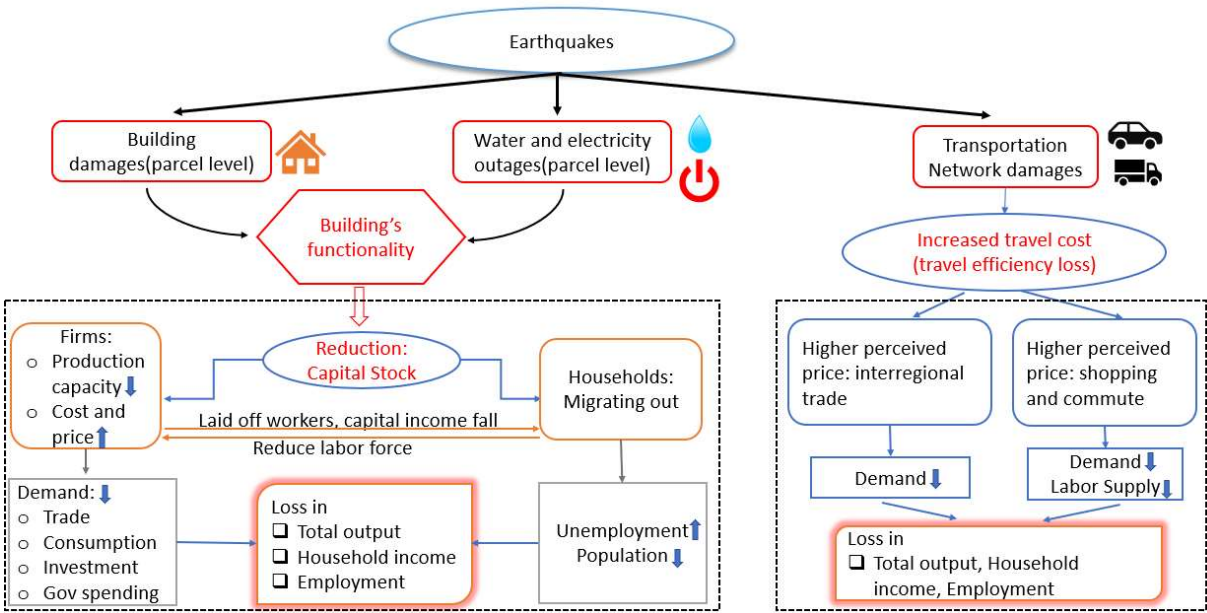 Earthquakes
Building
damages(parcel level)
Water and electricity
outages(parcel level)
Transportation
Network damages
Building's
functionality
Increased travel cost
(travel efficiency loss)
Firms:
o Production
capacity
o Cost and
price
Reduction:
Capital Stock
Households:
Migrating out
Laid off workers, capital income fall
Reduce labor force
Demand:
o Trade
o Consumption
o Investment
o Gov spending
Loss in
❑ Total output
❑ Household income
❑ Employment
Unemployment
Population
Higher perceived
price: interregional
trade
Higher perceived
price: shopping
and commute
Demand
Demand
Labor Supply
Loss in
❑ Total output, Household
income, Employment